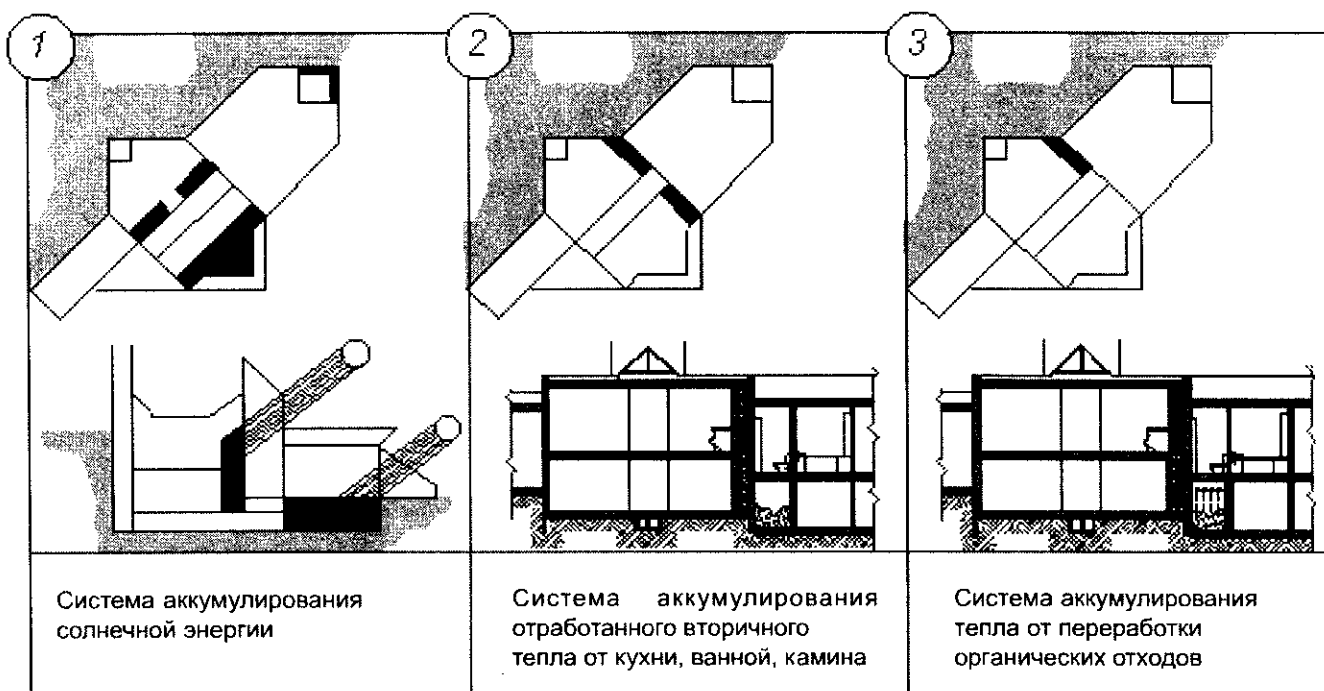 1
2
3
Система аккумулирования
солнечной энергии
Система аккумулирования
отработанного вторичного
тепла от кухни, ванной, камина
Система аккумулирования
тепла от переработки
органических отходов